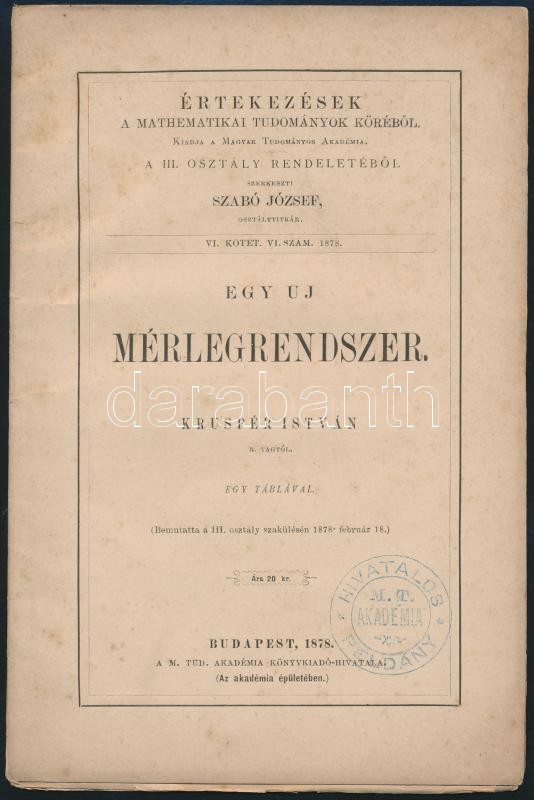 ÉRTEKEZÉSEK
A MATHEMATIKAI TUDOMÁNYOK KÖRÉBŐL.
KIADJA A MAGYAR TUDOMÁNYOS AKADÉMIA.
A III. OSZTÁLY RENDELETÉBŐL
SZERKESZTI
SZABÓ JÓZSEF,
OSZTÁLYTITKÁR.
VI. KÖTET. VI. SZÁM. 1878.
EGY UJ
MÉRLEGRENDSZER.
darabanth
KRUSPÉR ISTVÁN
R. TAGTÓL.
EGY TÁBLÁVAL.
(Bemutatta a III. osztály szakülésén 1878· február 18.)
Ára 20 kr.
HIVATALOS
M. T.
AKADÉMIA
PÉLDÁNY
BUDAPEST, 1878.
A M. TUD. AKADÉMIA KÖNYVKIADÓ-HIVATALA.
(Az akadémia épületében.)